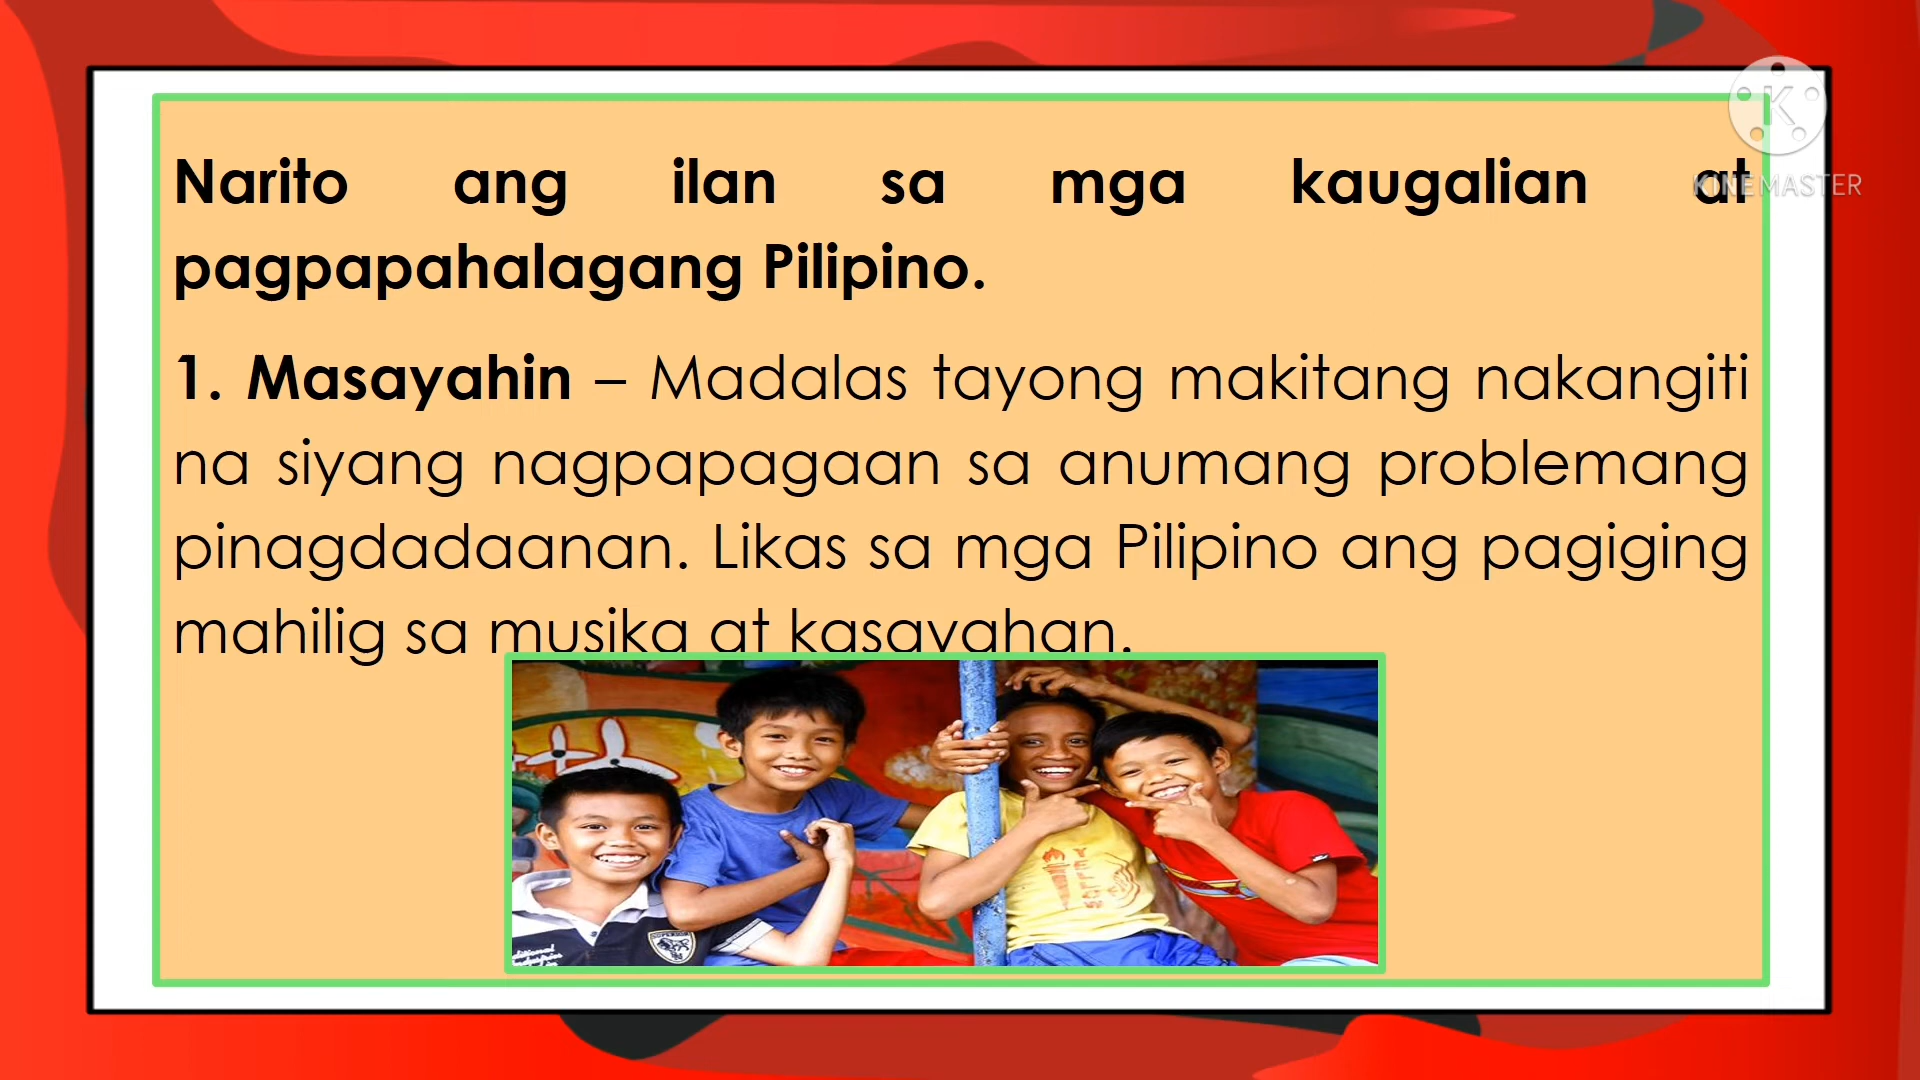 Narito ang ilan sa mga kaugalian at
pagpapahalagang Pilipino.
1. Masayahin – Madalas tayong makitang nakangiti
na siyang nagpapagaan sa anumang problemang
pinagdadaanan. Likas sa mga Pilipino ang pagiging
mahilig sa musika at kasayahan.
K
KINEMASTER